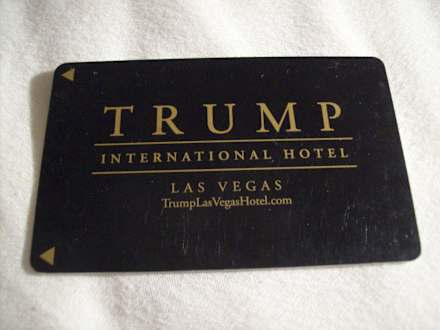 TRUMP
INTERNATIONAL HOTEL
LAS VEGAS
TrumpLasVegasHotel.com